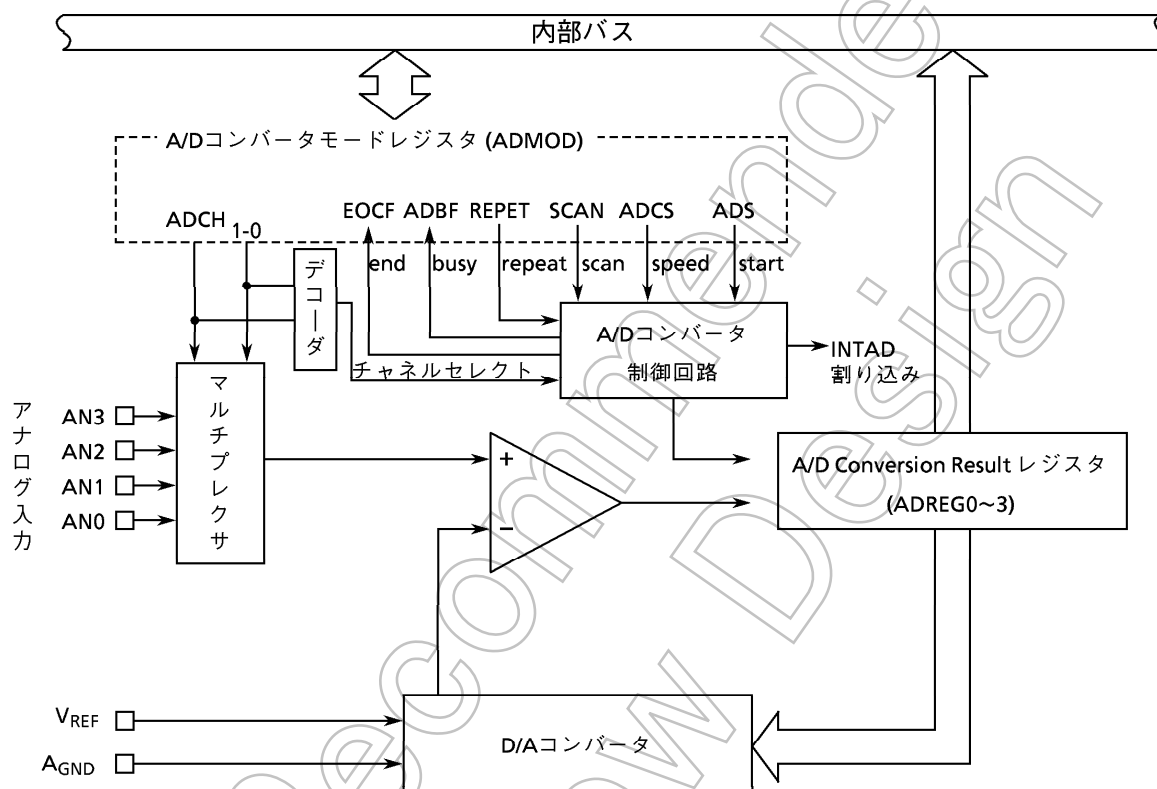 内部バス
A/Dコンバータモードレジスタ (ADMOD)
ADCH 1-0
EOCF ADBF REPET SCAN ADCS ADS
end busy repeat scan speed start
デコーダ
A/Dコンバータ
制御回路
チャネルセレクト
INTAD
割り込み
マルチプレクサ
アナログ入力
AN3
AN2
AN1
AN0
+
−
A/D Conversion Result レジスタ
(ADREG0~3)
VREF
AGND
D/Aコンバータ
Recommende
w Design